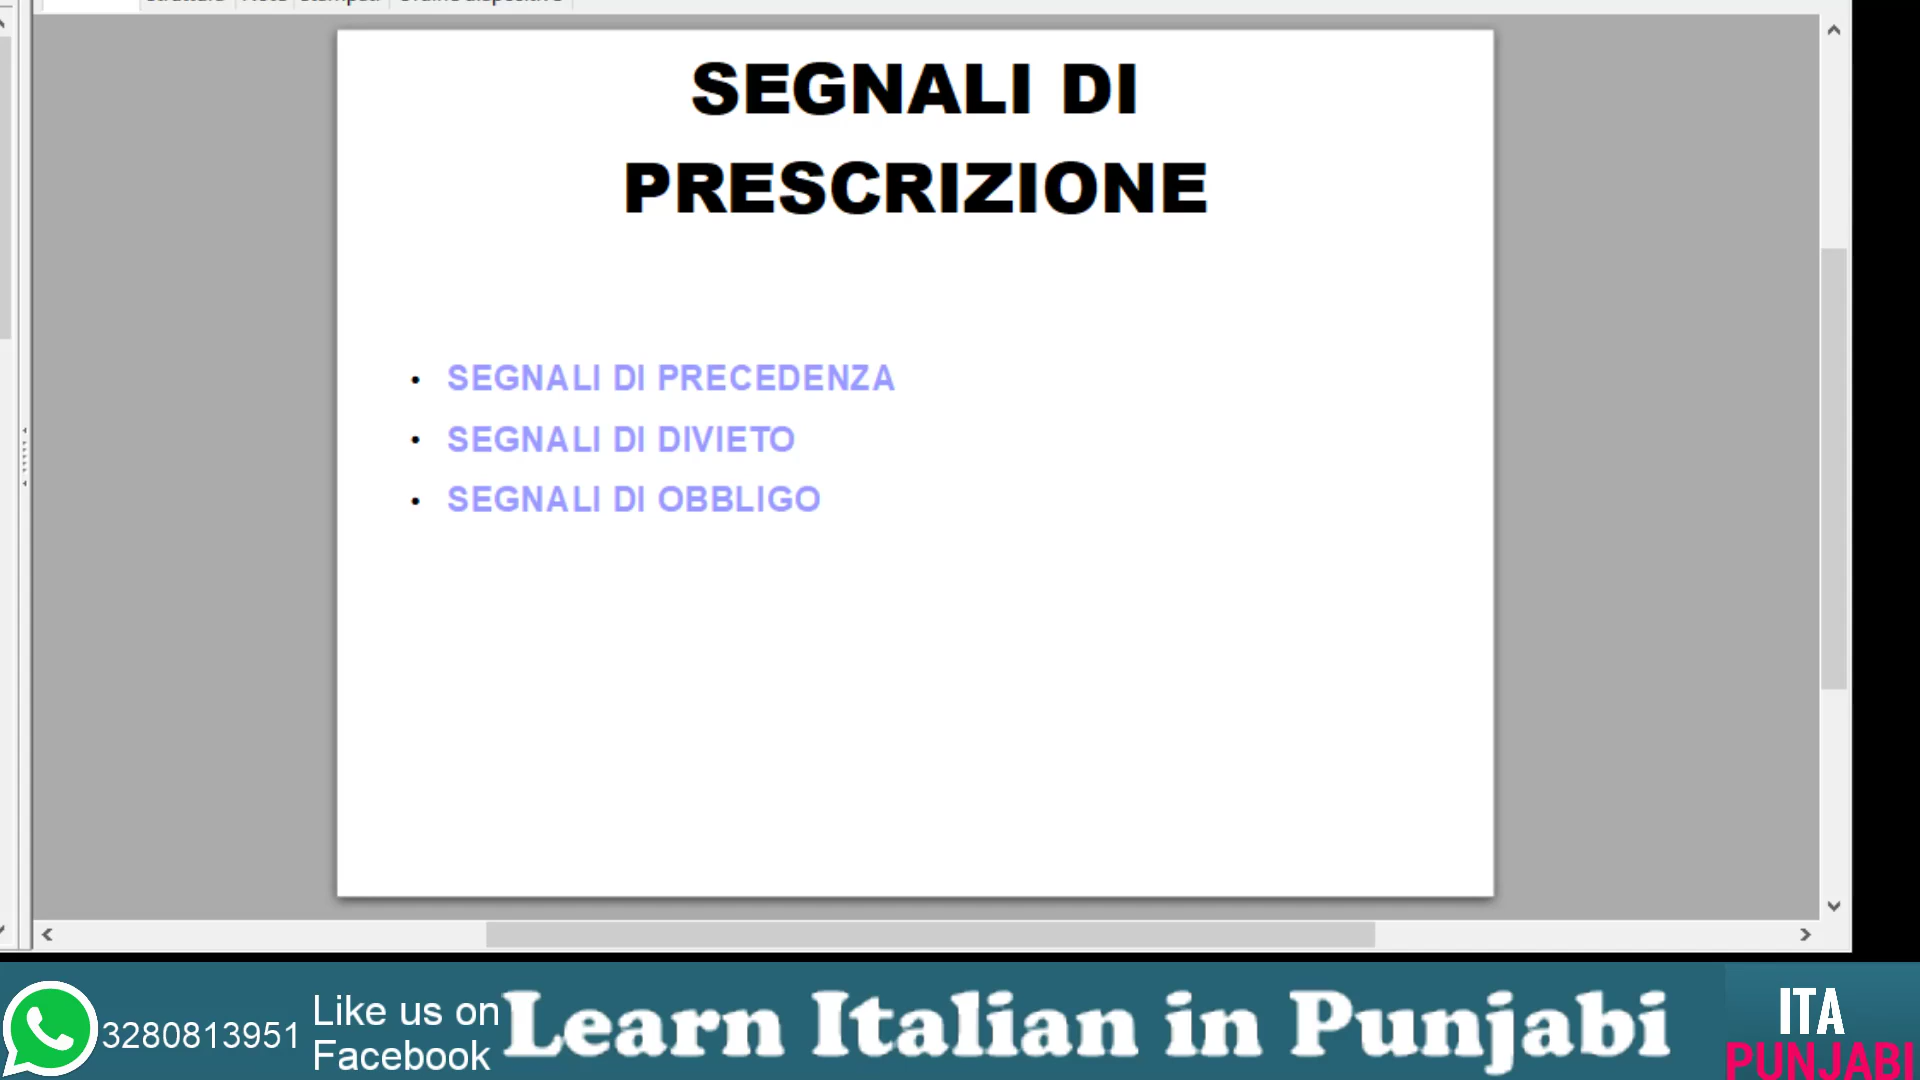 SEGNALI DI
PRESCRIZIONE
• SEGNALI DI PRECEDENZA
• SEGNALI DI DIVIETO
• SEGNALI DI OBBLIGO
3280813951
Like us on
Facebook
Learn Italian in Punjabi
ITA
PUNJABI